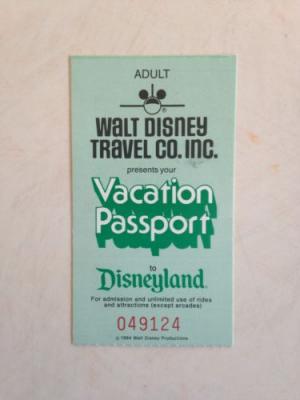 ADULT
®
WALT DISNEY
TRAVEL CO. INC.
presents your
Vacation
Passport
to
Disneyland®
For admission and unlimited use of rides
and attractions (except arcades)
049124
© 1984 Walt Disney Productions